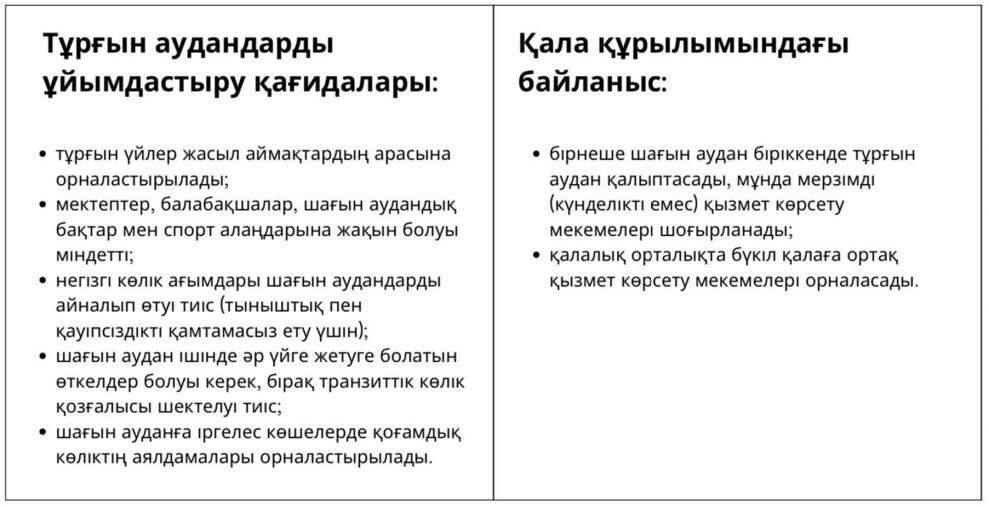 Тұрғын аудандарды
ұйымдастыру қағидалары:
• тұрғын үйлер жасыл аймақтардың арасына
орналастырылады;
• мектептер, балабақшалар, шағын аудандық
бақтар мен спорт алаңдарына жақын болуы
міндетті;
• негізгі көлік ағымдары шағын аудандарды
айналып өтуі тиіс (тыныштық пен
қауіпсіздікті қамтамасыз ету үшін);
• шағын аудан ішінде әр үйге жетуге болатын
өткелдер болуы керек, бірақ транзиттік көлік
қозғалысы шектелуі тиіс;
• шағын ауданға іргелес көшелерде қоғамдық
көліктің аялдамалары орналастырылады.
Қала құрылымындағы
байланыс:
• бірнеше шағын аудан біріккенде тұрғын
аудан қалыптасады, мұнда мерзімді
(күнделікті емес) қызмет көрсету
мекемелері шоғырланады;
• қалалық орталықта бүкіл қалаға ортақ
қызмет көрсету мекемелері орналасады.